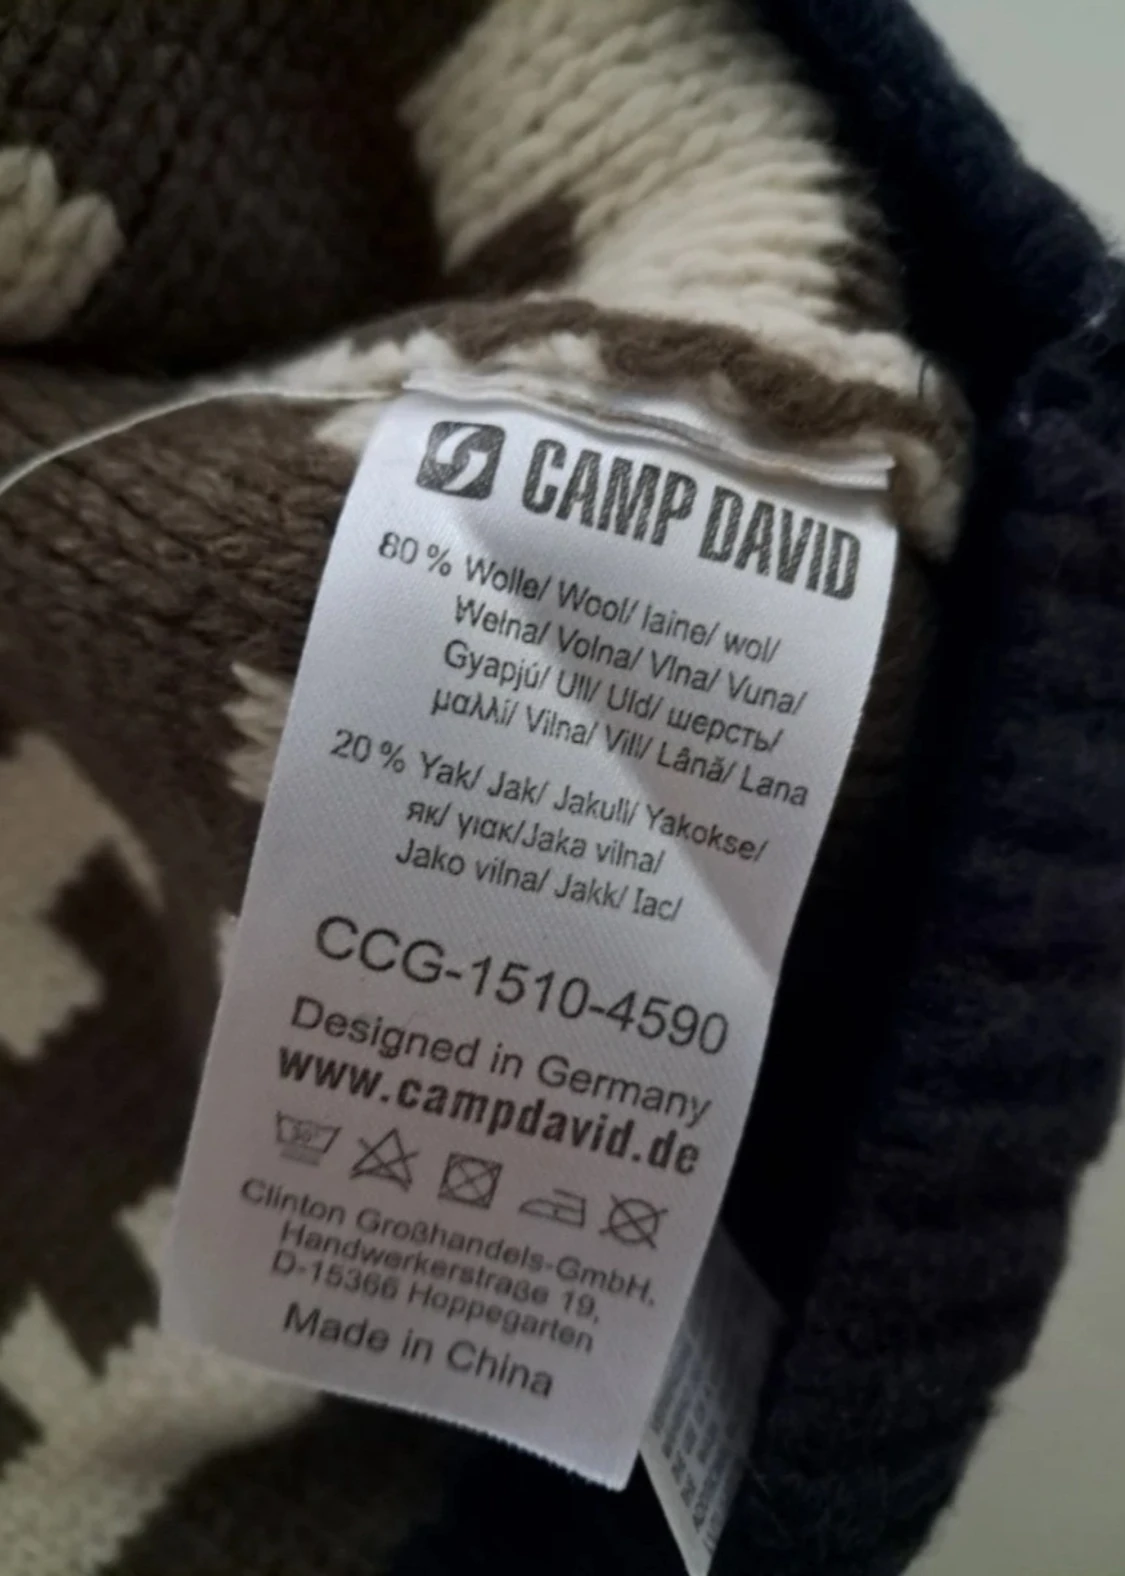 CAMP DAVID
80 % Wolle/ Wool/ laine/ wol/
Wełna/ Volna/ Vlna/ Vuna/
Gyapjú/ Ull/ Uld/ шерсть/
μαλλί/ Vilna/ Vill/ Lână/ Lana
20 % Yak/ Jak/ Jakull/ Yakokse/
як/ γιακ/Jaka vilna/
Jako vilna/ Jakk/ Iac/
CCG-1510-4590
Designed in Germany
www.campdavid.de
Clinton Großhandels-GmbH,
Handwerkerstraße 19,
D-15366 Hoppegarten
Made in China